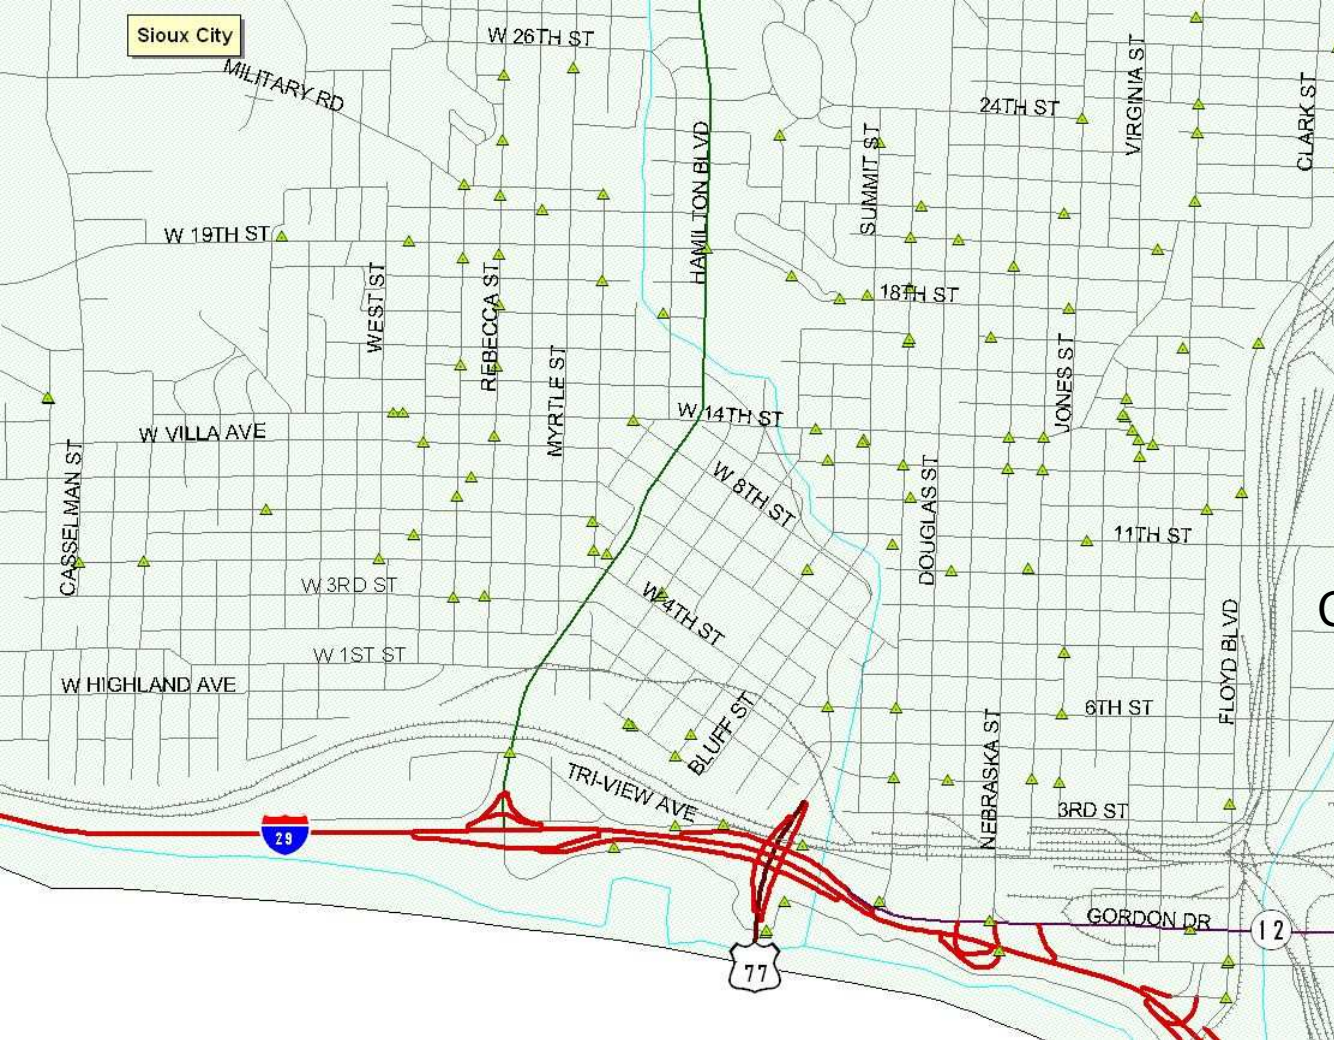 Sioux City
W 26TH ST
MILITARY RD
24TH ST
VIRGINIA ST
CLARK ST
SUMMIT ST
HAMILTON BLVD
W 19TH ST
WEST ST
REBECCA ST
18TH ST
MYRTLE ST
JONES ST
W 14TH ST
W VILLA AVE
CASSELMAN ST
W 8TH ST
DOUGLAS ST
11TH ST
W 3RD ST
W 4TH ST
FLOYD BLVD
W 1ST ST
W HIGHLAND AVE
6TH ST
BLUFF ST
NEBRASKA ST
TRI-VIEW AVE
3RD ST
29
GORDON DR
12
77